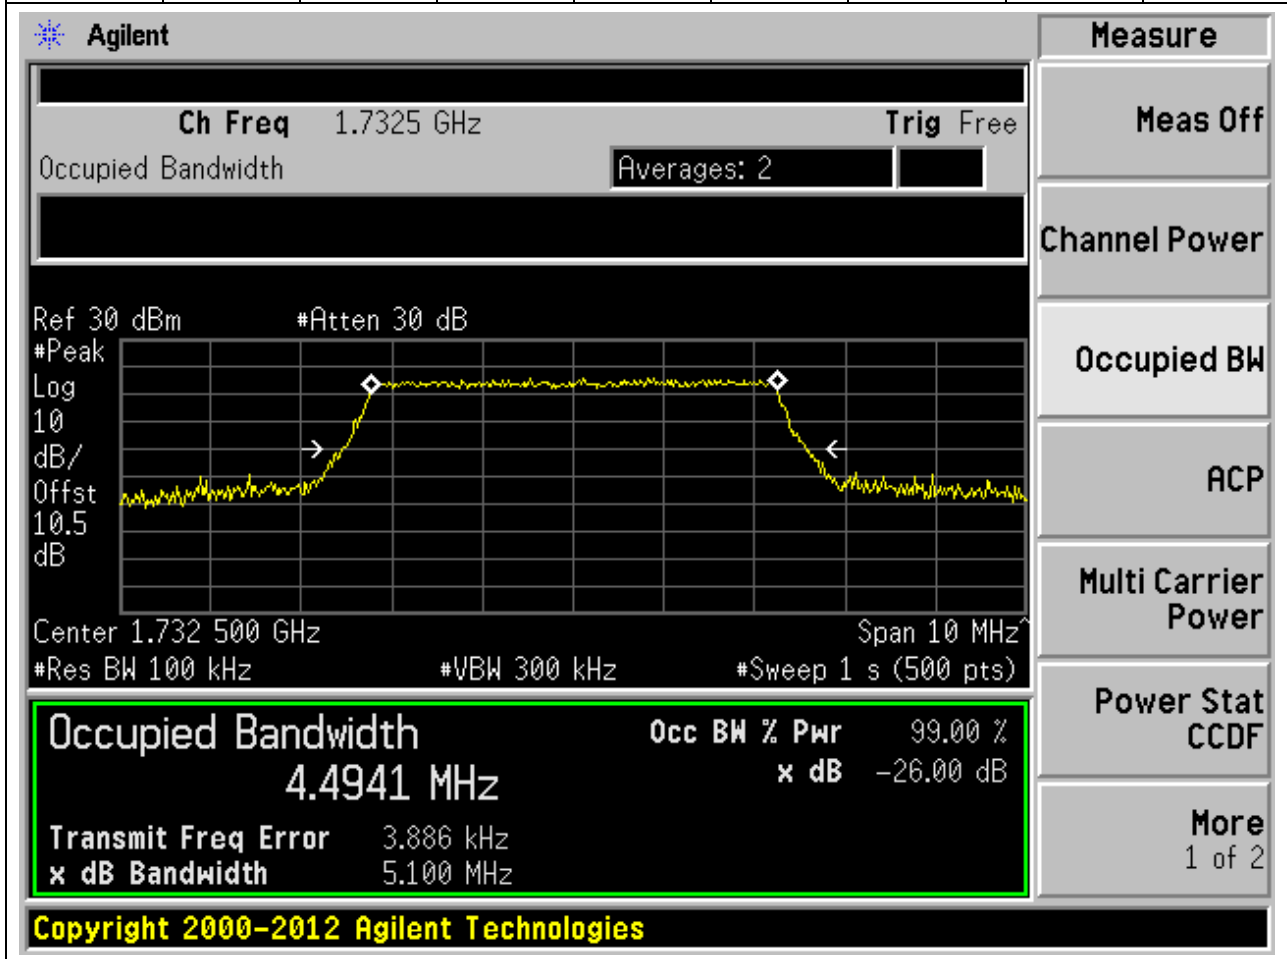 Agilent
Measure
Ch Freq 1.7325 GHz Trig Free
Occupied Bandwidth Averages: 2
Meas Off
Channel Power
Occupied BW
ACP
Multi Carrier
Power
Power Stat
CCDF
More
1 of 2
Ref 30 dBm #Atten 30 dB
#Peak
Log
10
dB/
Offst
10.5
dB
Center 1.732 500 GHz Span 10 MHz^
#Res BW 100 kHz #VBW 300 kHz #Sweep 1 s (500 pts)
Occupied Bandwidth Occ BW % Pwr 99.00 %
4.4941 MHz x dB -26.00 dB
Transmit Freq Error 3.886 kHz
x dB Bandwidth 5.100 MHz
Copyright 2000-2012 Agilent Technologies